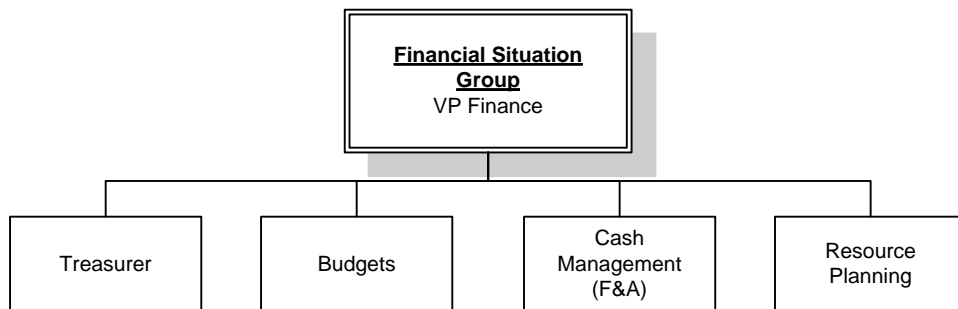 Financial Situation
Group
VP Finance
Treasurer
Budgets
Cash
Management
(F&A)
Resource
Planning